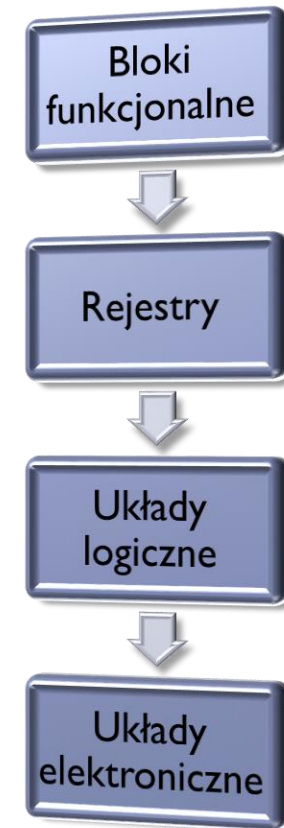 Bloki
funkcjonalne
Rejestry
Układy
logiczne
Układy
elektroniczne